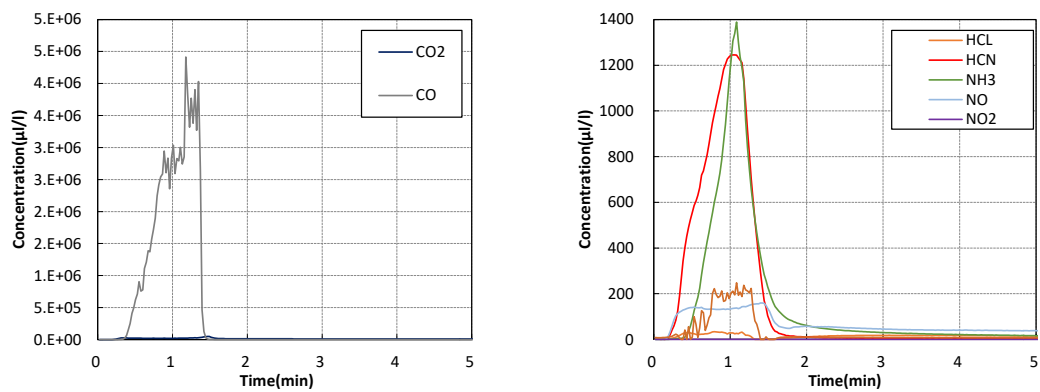 5.E+06
5.E+06
4.E+06
4.E+06
3.E+06
3.E+06
2.E+06
2.E+06
1.E+06
5.E+05
0.E+00
Concentration(µl/l)
0 1 2 3 4 5
Time(min)
CO2
CO
1400
1200
1000
800
600
400
200
0
Concentration(µl/l)
0 1 2 3 4 5
Time(min)
HCL
HCN
NH3
NO
NO2